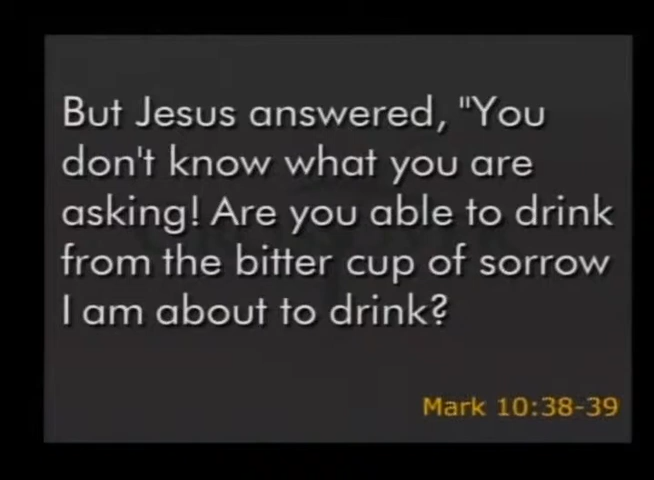 But Jesus answered, "You
don't know what you are
asking! Are you able to drink
from the bitter cup of sorrow
I am about to drink?
Mark 10:38-39